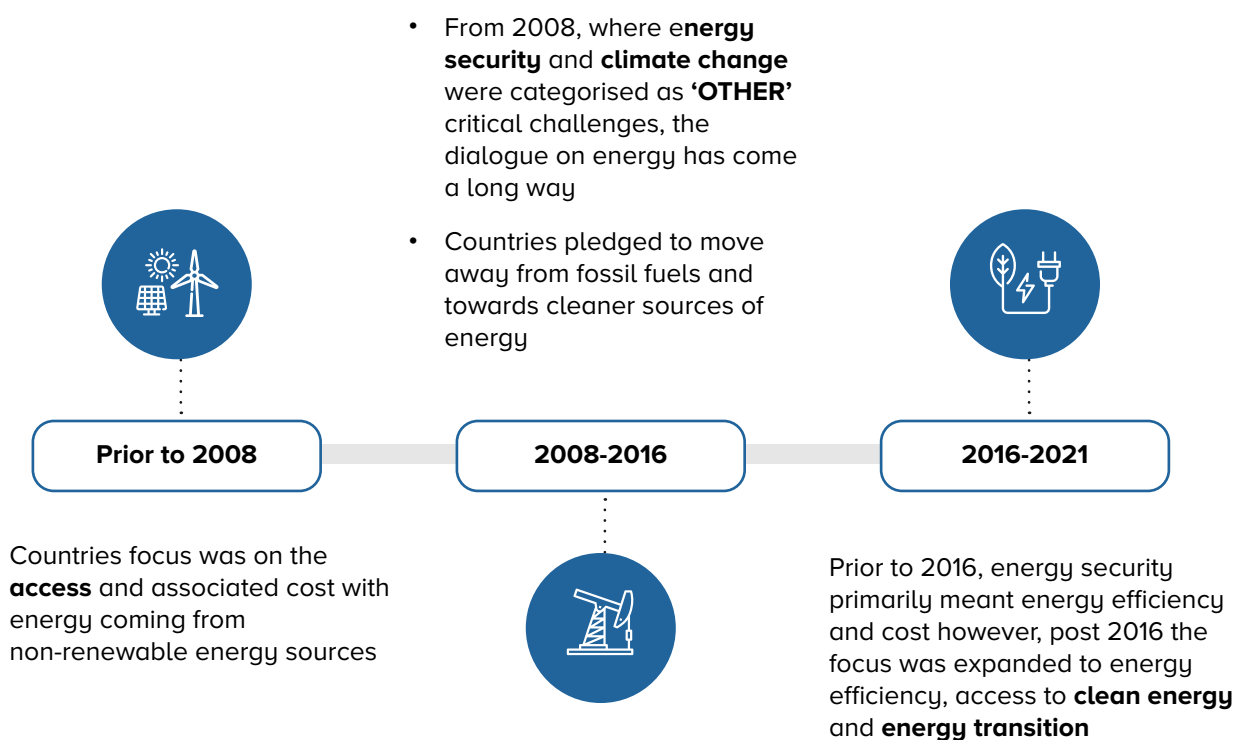 • From 2008, where energy
security and climate change
were categorised as ‘OTHER’
critical challenges, the
dialogue on energy has come
a long way
• Countries pledged to move
away from fossil fuels and
towards cleaner sources of
energy
Prior to 2008
2008-2016
2016-2021
Countries focus was on the
access and associated cost with
energy coming from
non-renewable energy sources
Prior to 2016, energy security
primarily meant energy efficiency
and cost however, post 2016 the
focus was expanded to energy
efficiency, access to clean energy
and energy transition